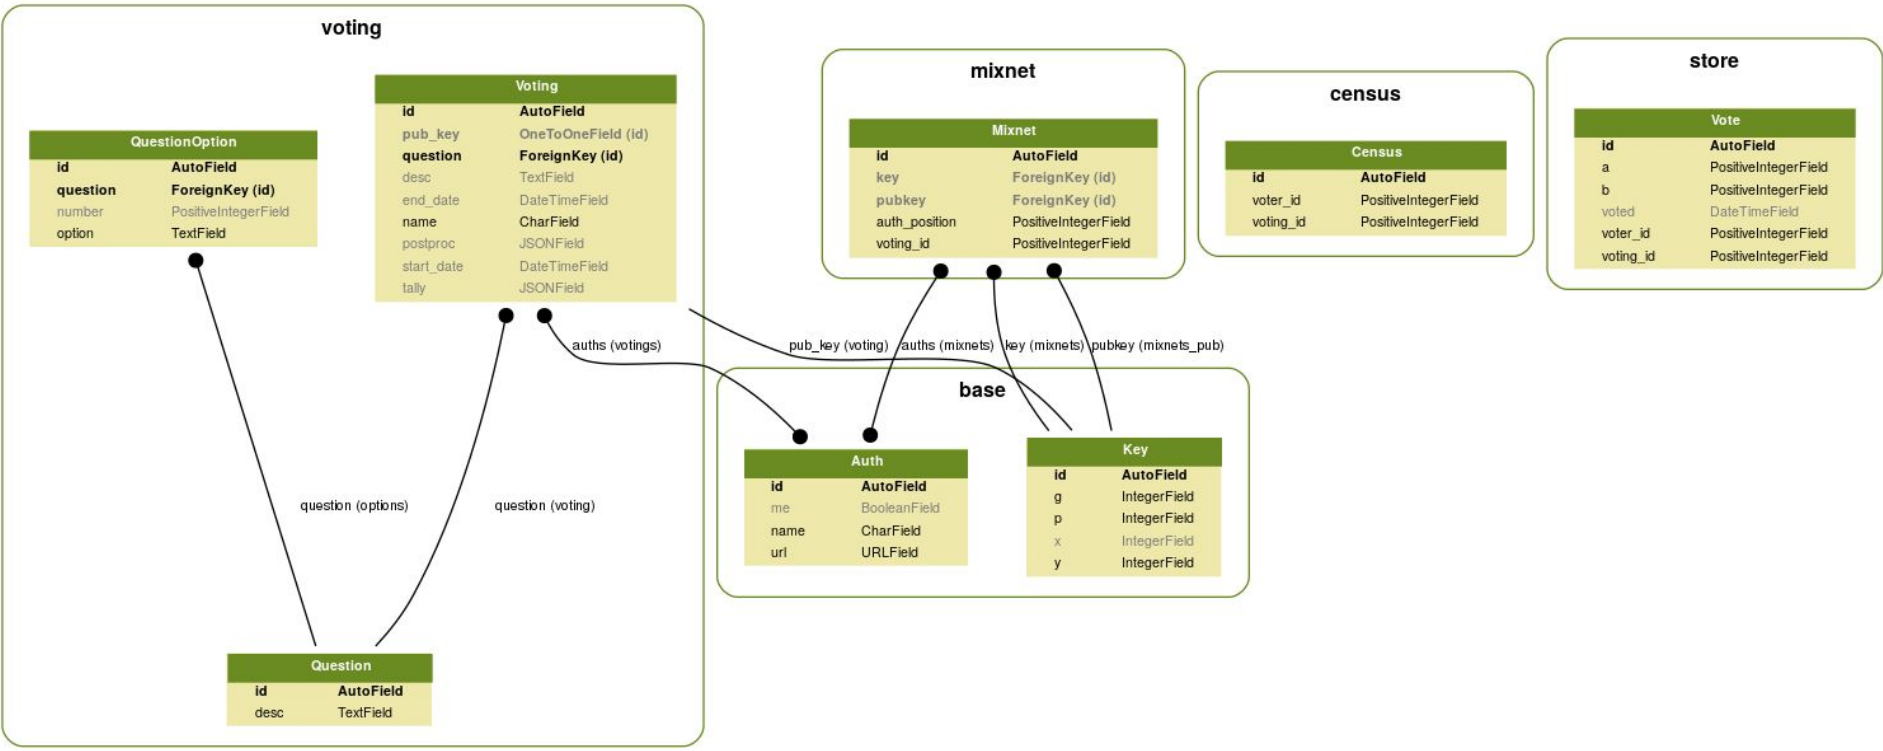 voting
QuestionOption
id AutoField
question ForeignKey (id)
number PositiveIntegerField
option TextField
Voting
id AutoField
pub_key OneToOneField (id)
question ForeignKey (id)
desc TextField
end_date DateTimeField
name CharField
postproc JSONField
start_date DateTimeField
tally JSONField
question (options)
question (voting)
Question
id AutoField
desc TextField
mixnet
Mixnet
id AutoField
key ForeignKey (id)
pubkey ForeignKey (id)
auth_position PositiveIntegerField
voting_id PositiveIntegerField
census
Census
id AutoField
voter_id PositiveIntegerField
voting_id PositiveIntegerField
store
Vote
id AutoField
a PositiveIntegerField
b PositiveIntegerField
voted DateTimeField
voter_id PositiveIntegerField
voting_id PositiveIntegerField
auths (votings)
pub_key (voting)
auths (mixnets)
key (mixnets)
pubkey (mixnets_pub)
base
Auth
id AutoField
me BooleanField
name CharField
url URLField
Key
id AutoField
g IntegerField
p IntegerField
x IntegerField
y IntegerField